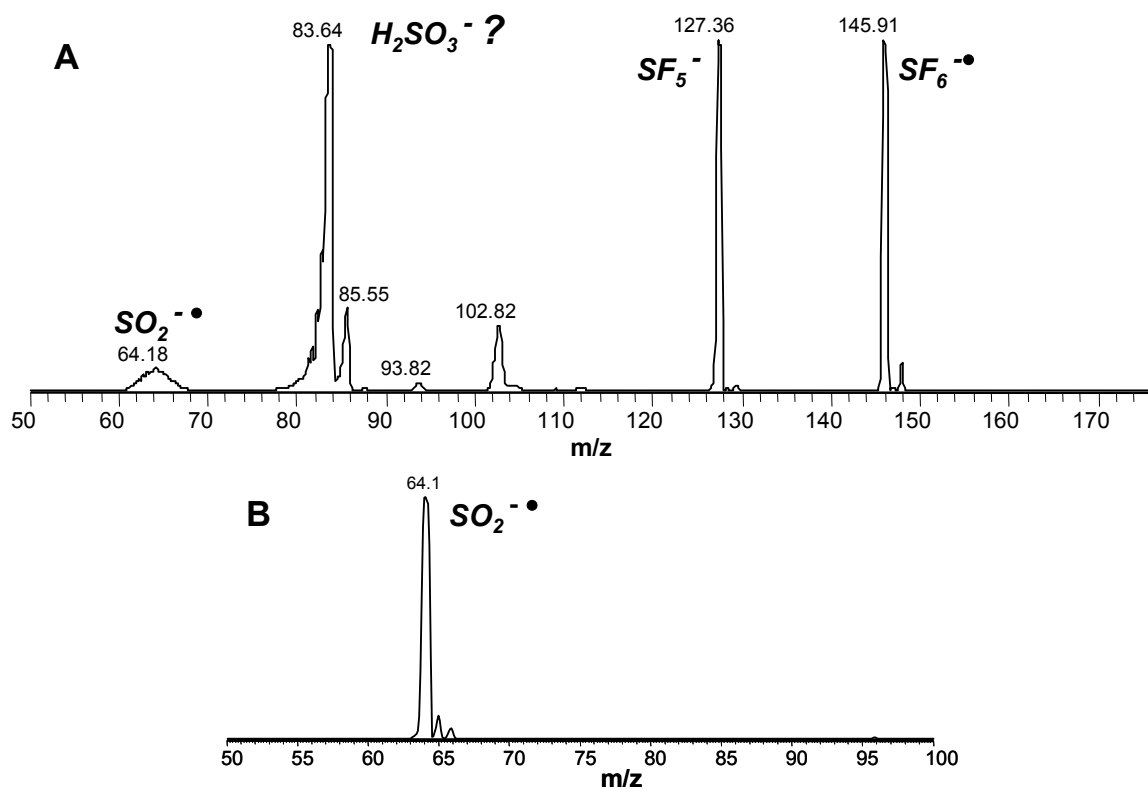 A
83.64
H₂SO₃⁻ ?
127.36
145.91
SF₅⁻
SF₆⁻•
SO₂⁻•
64.18
85.55
93.82
102.82
50 60 70 80 90 100 110 120 130 140 150 160 170
m/z
B
64.1
SO₂⁻•
50 55 60 65 70 75 80 85 90 95 100
m/z